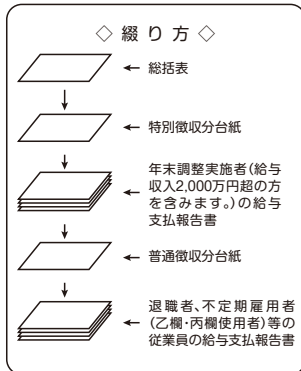 ◇ 綴り方 ◇
← 総括表
← 特別徴収分台紙
← 年末調整実施者(給与
収入2,000万円超の方
を含みます。)の給与
支払報告書
← 普通徴収分台紙
← 退職者、不定期雇用者
(乙欄・丙欄使用者)等の
従業員の給与支払報告書